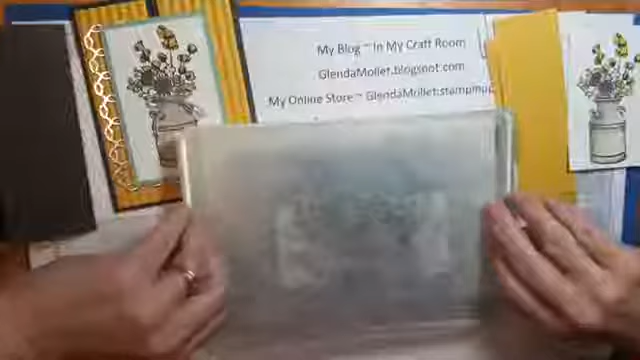 My Blog ~ In My Craft Room
GlendaMollet.blogspot.com
My Online Store ~ GlendaMollet.stampinup